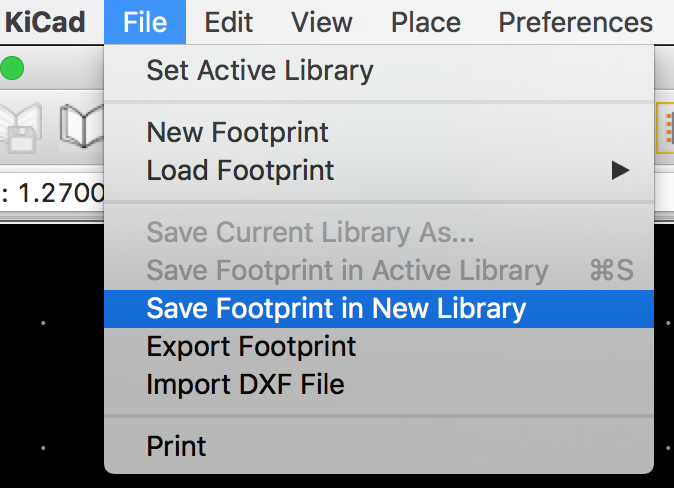 KiCad File Edit View Place Preferences
Set Active Library
New Footprint
Load Footprint
: 1.2700
Save Current Library As...
Save Footprint in Active Library ⌘S
Save Footprint in New Library
Export Footprint
Import DXF File
Print